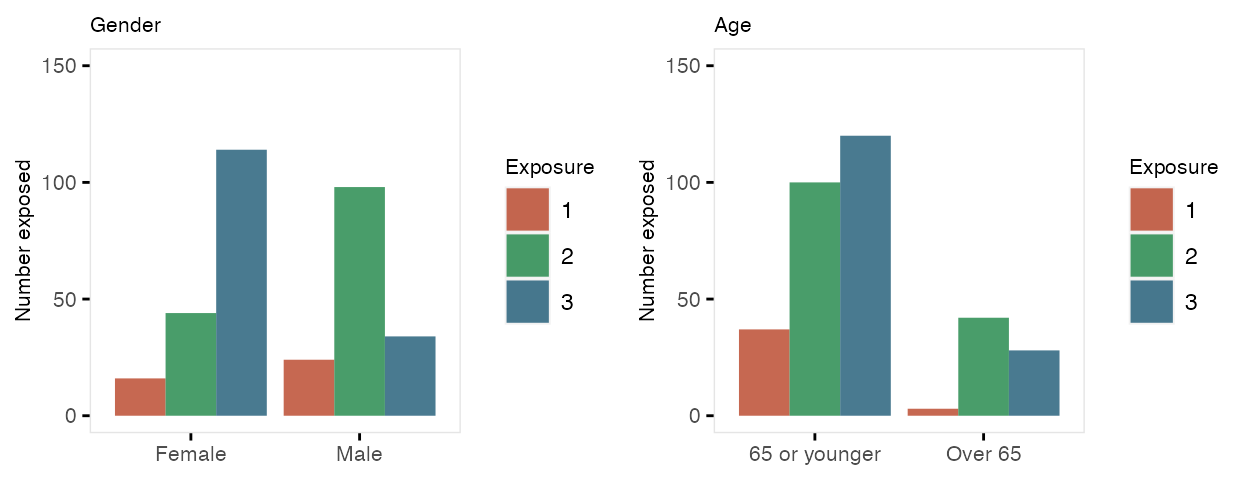 Gender
150
100
50
0
Number exposed
Female
Male
Exposure
1
2
3
Age
150
100
50
0
Number exposed
65 or younger
Over 65
Exposure
1
2
3